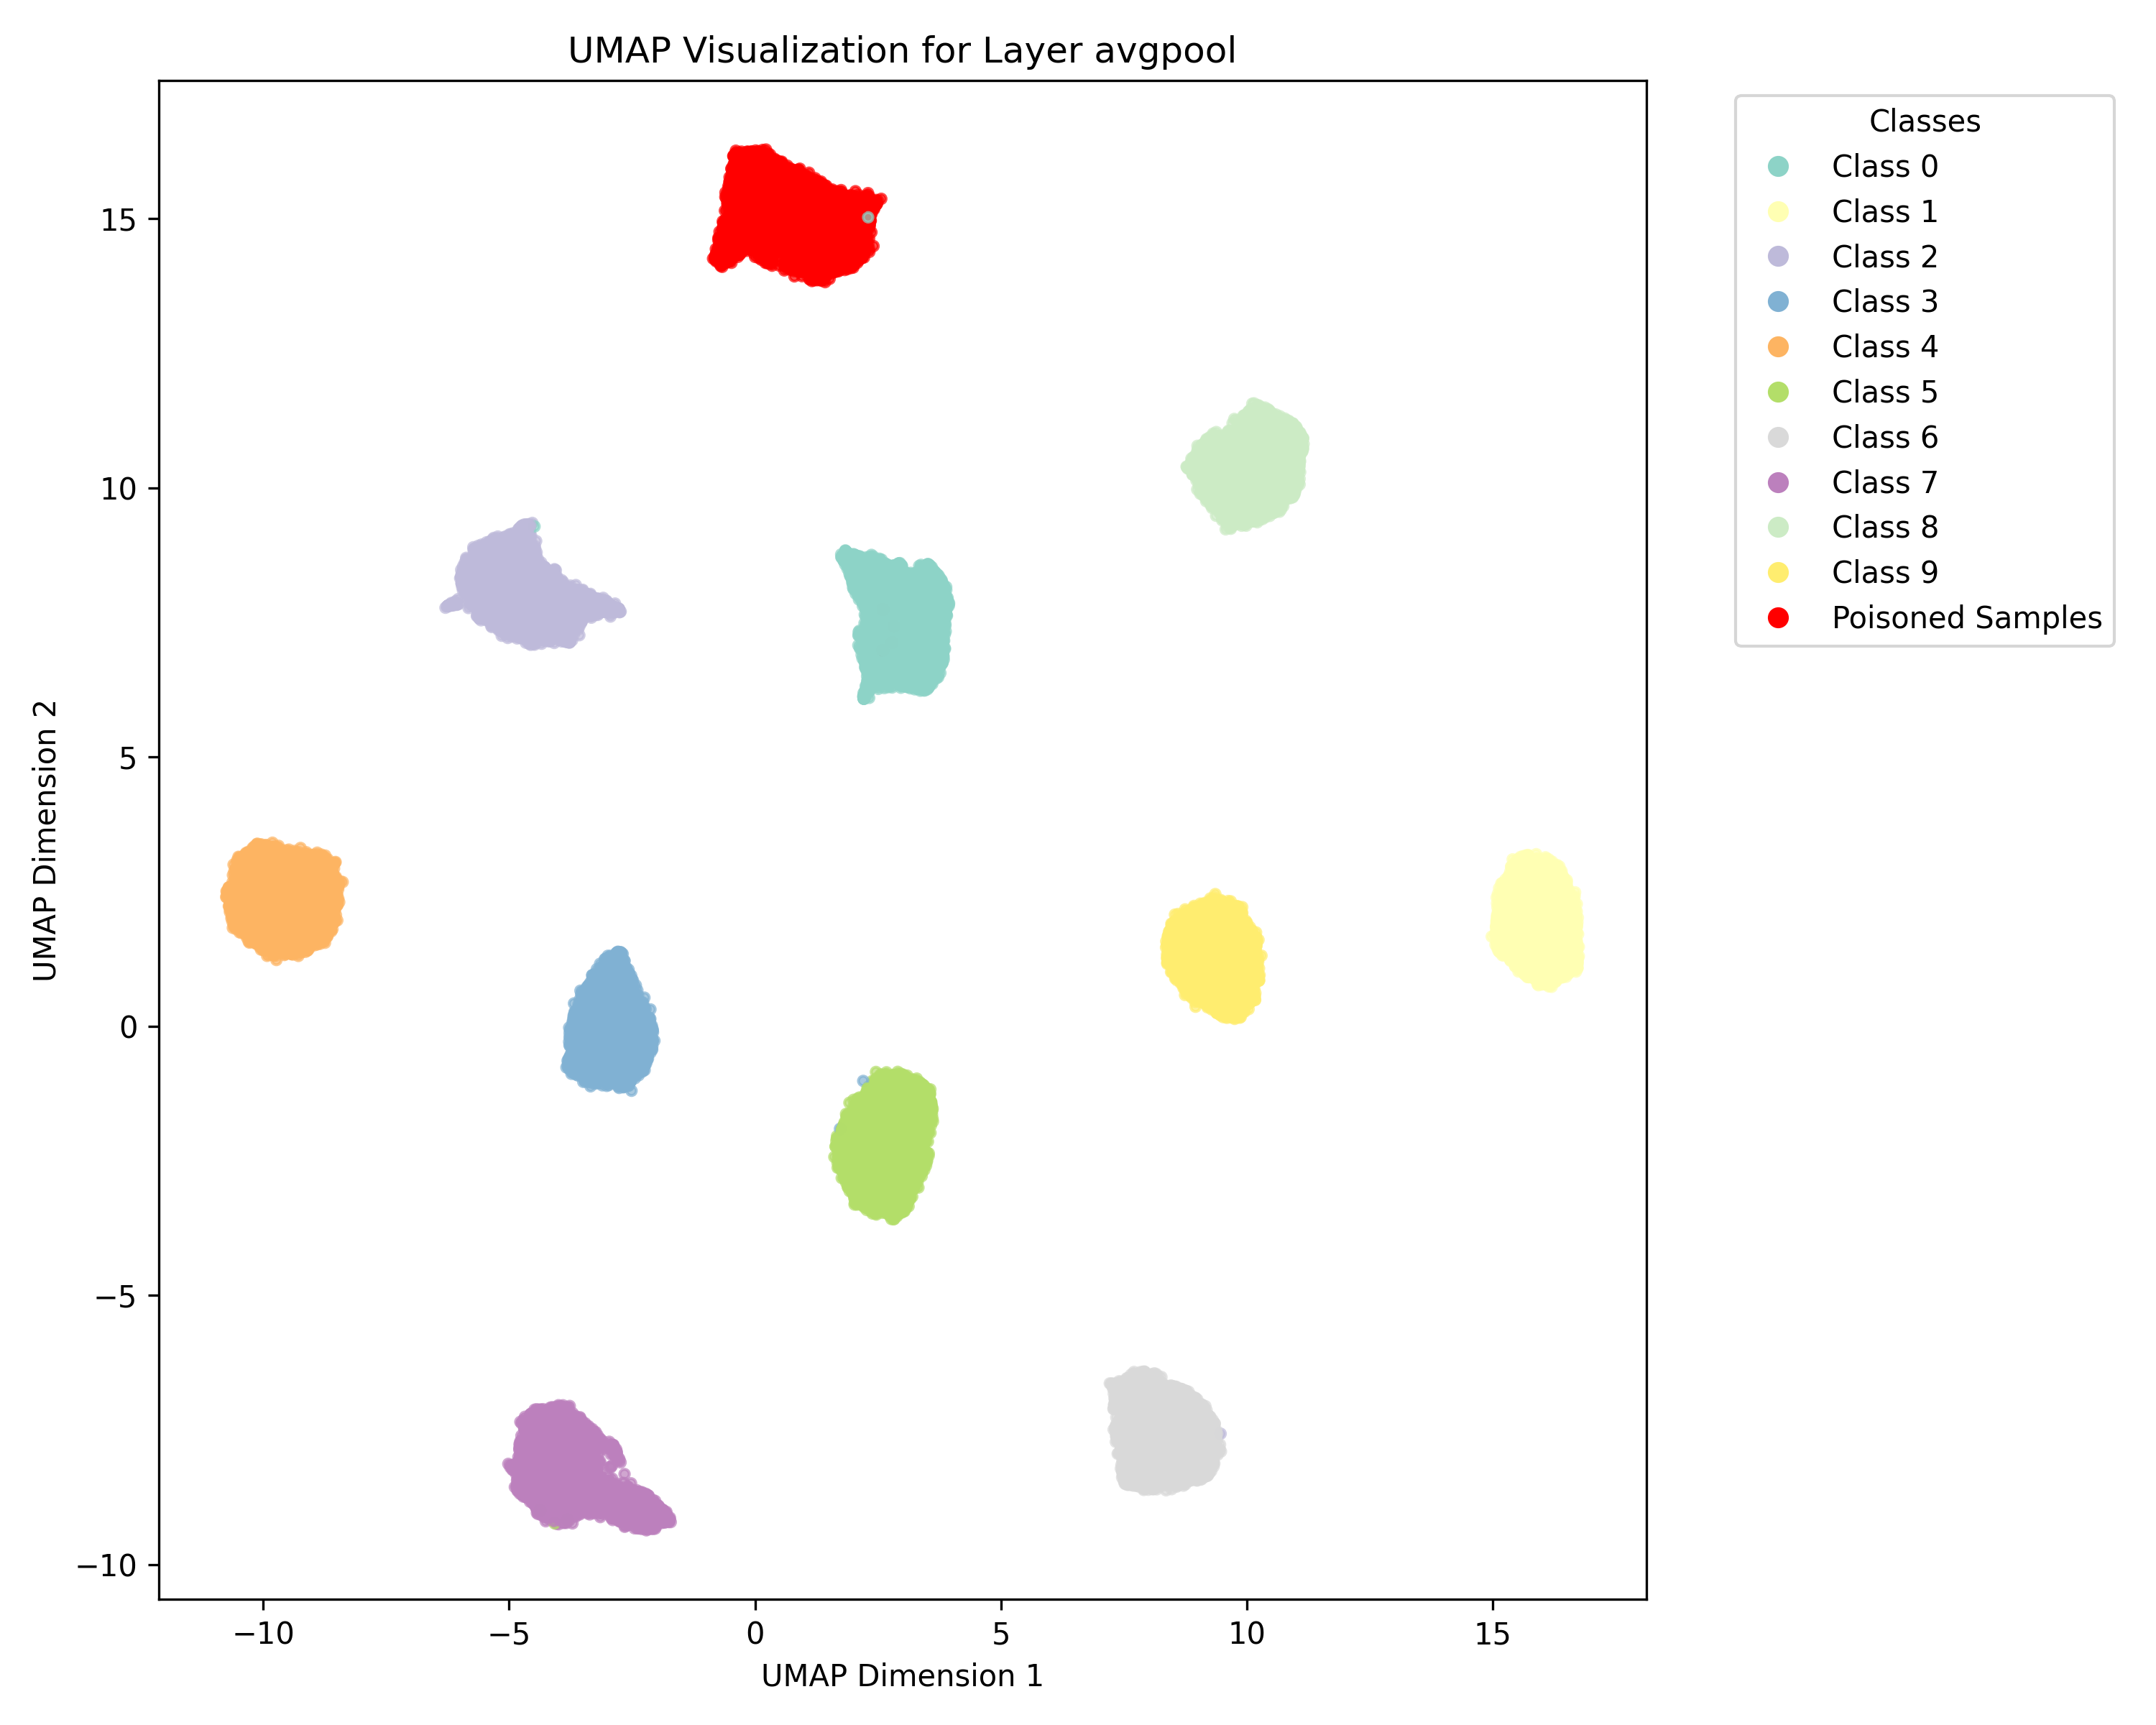 UMAP Visualization for Layer avgpool
Classes
Class 0
Class 1
Class 2
Class 3
Class 4
Class 5
Class 6
Class 7
Class 8
Class 9
Poisoned Samples
UMAP Dimension 2
15
10
5
0
−5
−10
−10
−5
0
5
10
15
UMAP Dimension 1